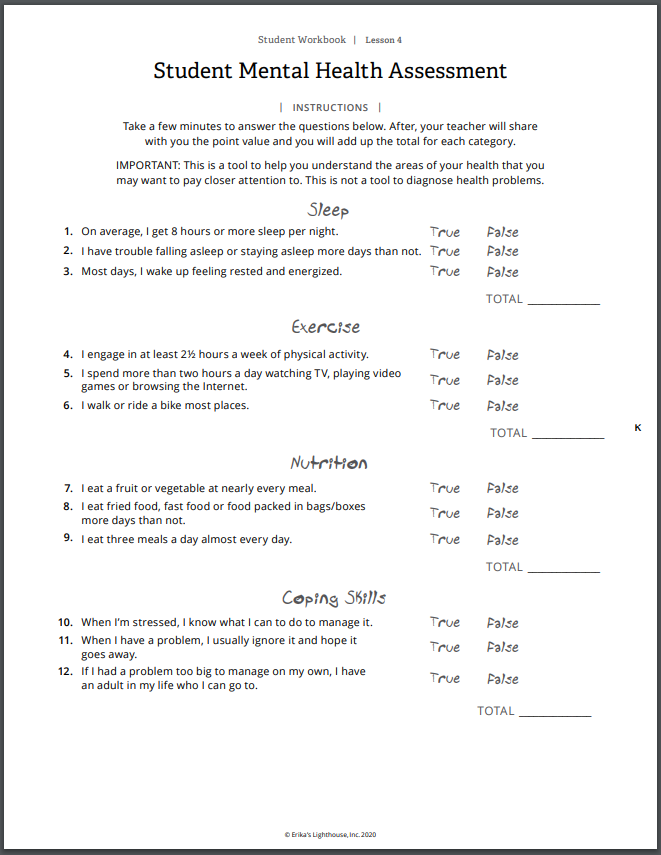 Student Workbook | Lesson 4
Student Mental Health Assessment
| INSTRUCTIONS |
Take a few minutes to answer the questions below. After, your teacher will share
with you the point value and you will add up the total for each category.
IMPORTANT: This is a tool to help you understand the areas of your health that you
may want to pay closer attention to. This is not a tool to diagnose health problems.
Sleep
1. On average, I get 8 hours or more sleep per night. True False
2. I have trouble falling asleep or staying asleep more days than not. True False
3. Most days, I wake up feeling rested and energized. True False
TOTAL ____________
Exercise
4. I engage in at least 2½ hours a week of physical activity. True False
5. I spend more than two hours a day watching TV, playing video
games or browsing the Internet. True False
6. I walk or ride a bike most places. True False
TOTAL ____________
K
Nutrition
7. I eat a fruit or vegetable at nearly every meal. True False
8. I eat fried food, fast food or food packed in bags/boxes
more days than not. True False
9. I eat three meals a day almost every day. True False
TOTAL ____________
Coping Skills
10. When I'm stressed, I know what I can to do to manage it. True False
11. When I have a problem, I usually ignore it and hope it
goes away. True False
12. If I had a problem too big to manage on my own, I have
an adult in my life who I can go to. True False
TOTAL ____________
© Erika's Lighthouse, Inc. 2020